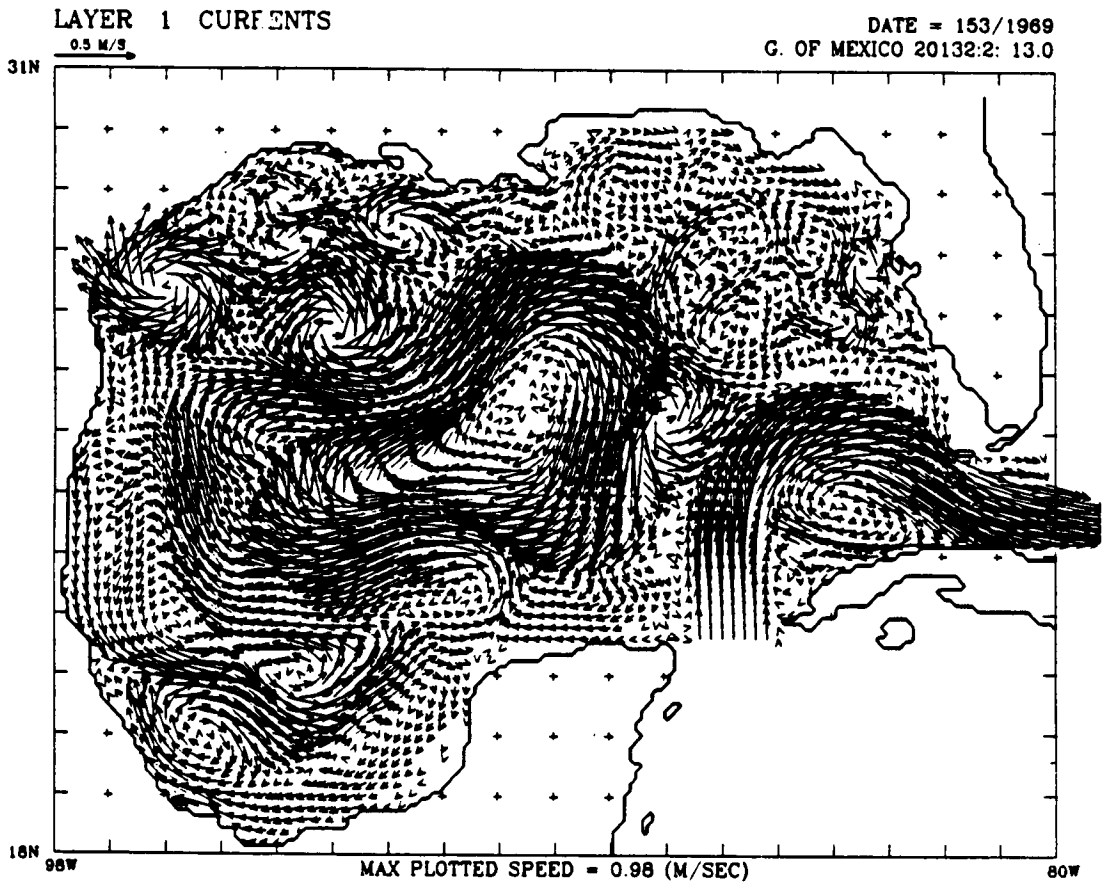 LAYER 1 CURRENTS
0.5 M/S
DATE = 153/1969
G. OF MEXICO 20132:2: 13.0
31N
18N
98W
80W
MAX PLOTTED SPEED = 0.98 (M/SEC)